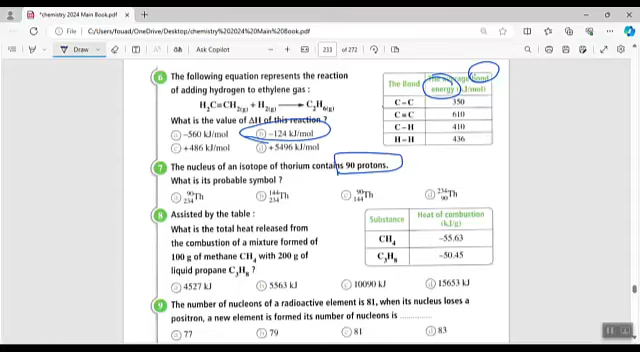 *chemistry 2024 Main Book.pdf
File | C:/Users/fouad/OneDrive/Desktop/chemistry%202024%20Main%20Book.pdf
Draw
Ask Copilot
233 of 272
6 The following equation represents the reaction
of adding hydrogen to ethylene gas :
H2C=CH2(g) + H2(g) ⟶ C2H6(g)
What is the value of ΔH of this reaction ?
a -560 kJ/mol b -124 kJ/mol
c +486 kJ/mol d +5496 kJ/mol
The Bond The average Bond energy (kJ/mol)
C-C 350
C=C 610
C-H 410
H-H 436
7 The nucleus of an isotope of thorium contains 90 protons.
What is its probable symbol ?
a 90 234 Th b 144 234 Th c 90 144 Th d 234 90 Th
8 Assisted by the table :
What is the total heat released from
the combustion of a mixture formed of
100 g of methane CH4 with 200 g of
liquid propane C3H8 ?
Substance Heat of combustion (kJ/g)
CH4 -55.63
C3H8 -50.45
a 4527 kJ b 5563 kJ c 10090 kJ d 15653 kJ
9 The number of nucleons of a radioactive element is 81, when its nucleus loses a
positron, a new element is formed its number of nucleons is ..............
a 77 b 79 c 81 d 83